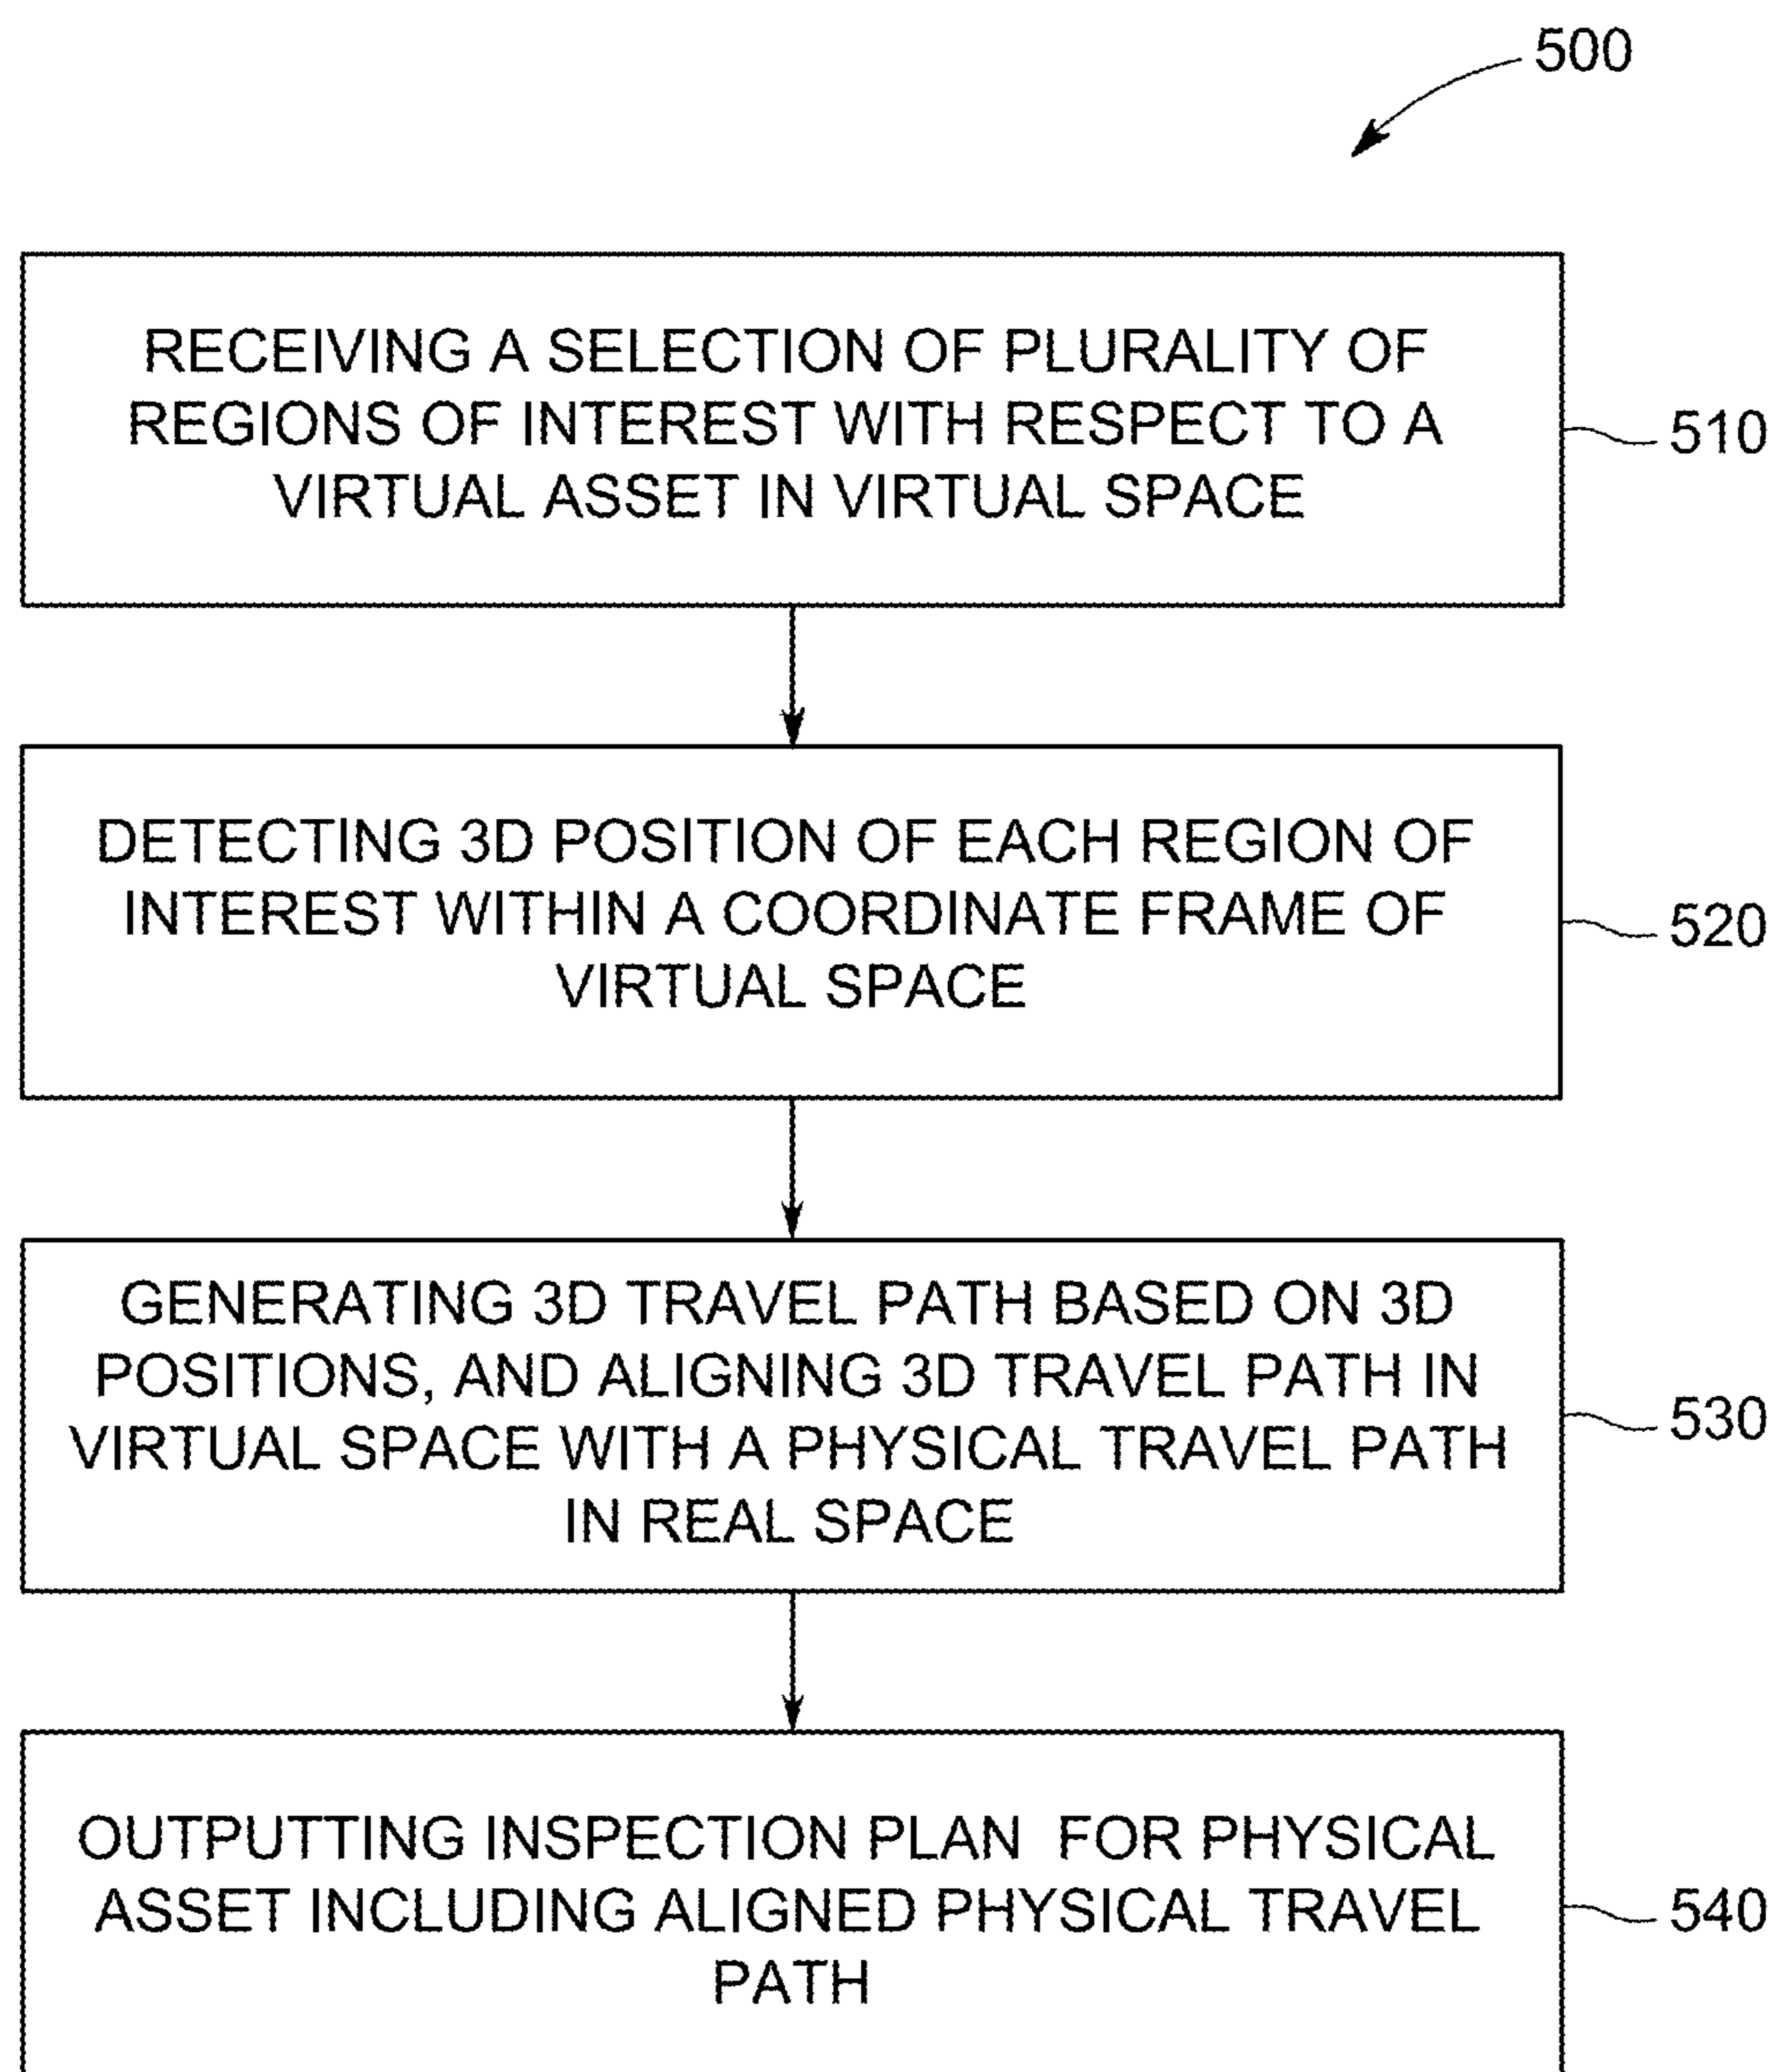 500
RECEIVING A SELECTION OF PLURALITY OF
REGIONS OF INTEREST WITH RESPECT TO A
VIRTUAL ASSET IN VIRTUAL SPACE
510
DETECTING 3D POSITION OF EACH REGION OF
INTEREST WITHIN A COORDINATE FRAME OF
VIRTUAL SPACE
520
GENERATING 3D TRAVEL PATH BASED ON 3D
POSITIONS, AND ALIGNING 3D TRAVEL PATH IN
VIRTUAL SPACE WITH A PHYSICAL TRAVEL PATH
IN REAL SPACE
530
OUTPUTTING INSPECTION PLAN FOR PHYSICAL
ASSET INCLUDING ALIGNED PHYSICAL TRAVEL
PATH
540